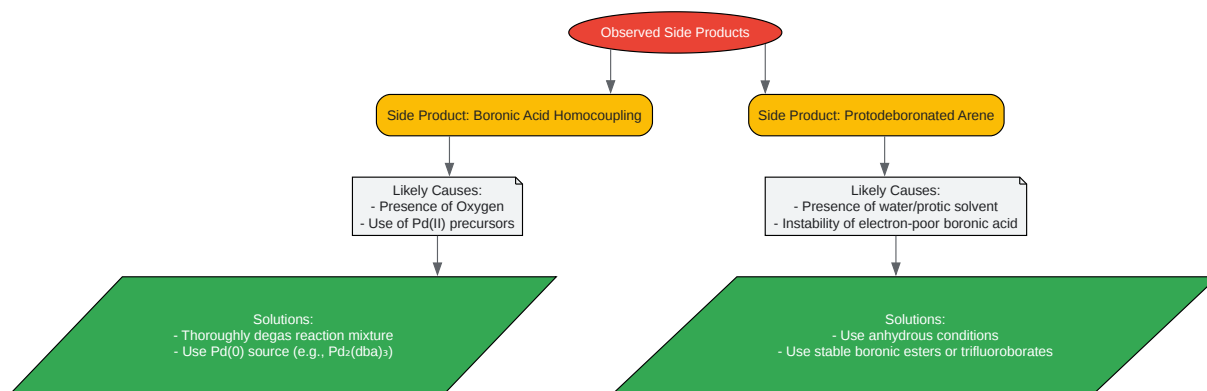 Observed Side Products
Side Product: Boronic Acid Homocoupling
Side Product: Protodeboronated Arene
Likely Causes:
- Presence of Oxygen
- Use of Pd(II) precursors
Likely Causes:
- Presence of water/protic solvent
- Instability of electron-poor boronic acid
Solutions:
- Thoroughly degas reaction mixture
- Use Pd(0) source (e.g., Pd₂(dba)₃)
Solutions:
- Use anhydrous conditions
- Use stable boronic esters or trifluoroborates